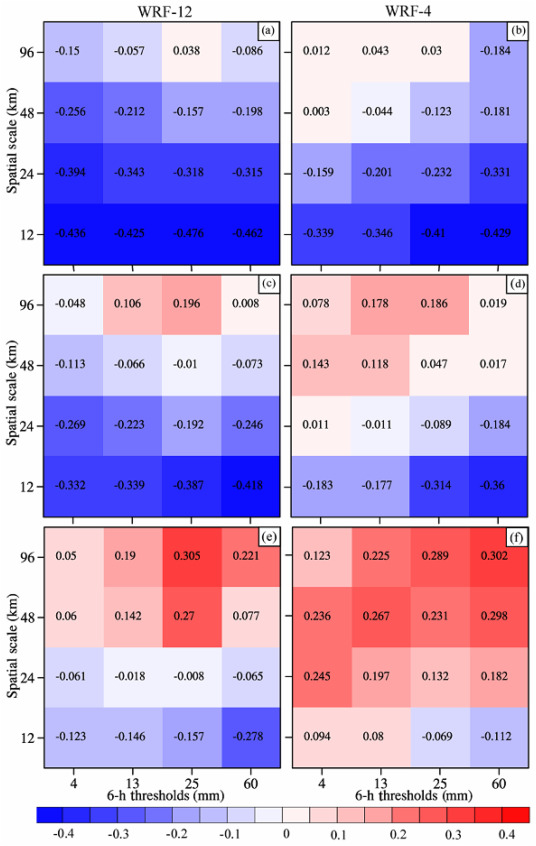 WRF-12 WRF-4
(a) (b)
96 -0.15 -0.057 0.038 -0.086 0.012 0.043 0.03 -0.184
48 -0.256 -0.212 -0.157 -0.198 0.003 -0.044 -0.123 -0.181
24 -0.394 -0.343 -0.318 -0.315 -0.159 -0.201 -0.232 -0.331
12 -0.436 -0.425 -0.476 -0.462 -0.339 -0.346 -0.41 -0.429
Spatial scale (km)
(c) (d)
96 -0.048 0.106 0.196 0.008 0.078 0.178 0.186 0.019
48 -0.113 -0.066 -0.01 -0.073 0.143 0.118 0.047 0.017
24 -0.269 -0.223 -0.192 -0.246 0.011 -0.011 -0.089 -0.184
12 -0.332 -0.339 -0.387 -0.418 -0.183 -0.177 -0.314 -0.36
Spatial scale (km)
(e) (f)
96 0.05 0.19 0.305 0.221 0.123 0.225 0.289 0.302
48 0.06 0.142 0.27 0.077 0.236 0.267 0.231 0.298
24 -0.061 -0.018 -0.008 -0.065 0.245 0.197 0.132 0.182
12 -0.123 -0.146 -0.157 -0.278 0.094 0.08 -0.069 -0.112
Spatial scale (km)
4 13 25 60 4 13 25 60
6-h thresholds (mm) 6-h thresholds (mm)
-0.4 -0.3 -0.2 -0.1 0 0.1 0.2 0.3 0.4